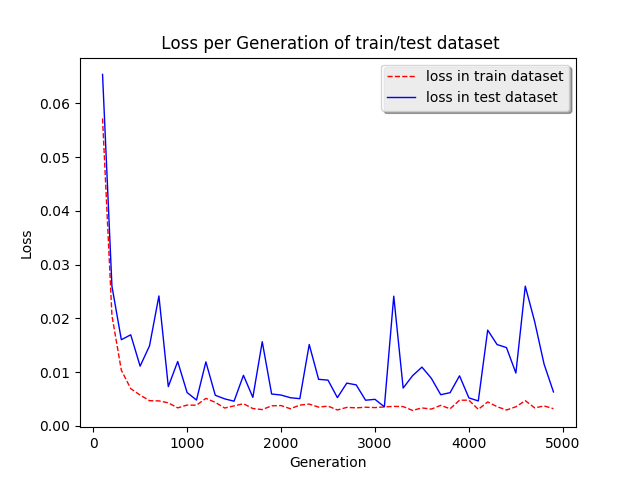 Loss per Generation of train/test dataset
loss in train dataset
loss in test dataset
Loss
0.06
0.05
0.04
0.03
0.02
0.01
0.00
0 1000 2000 3000 4000 5000
Generation